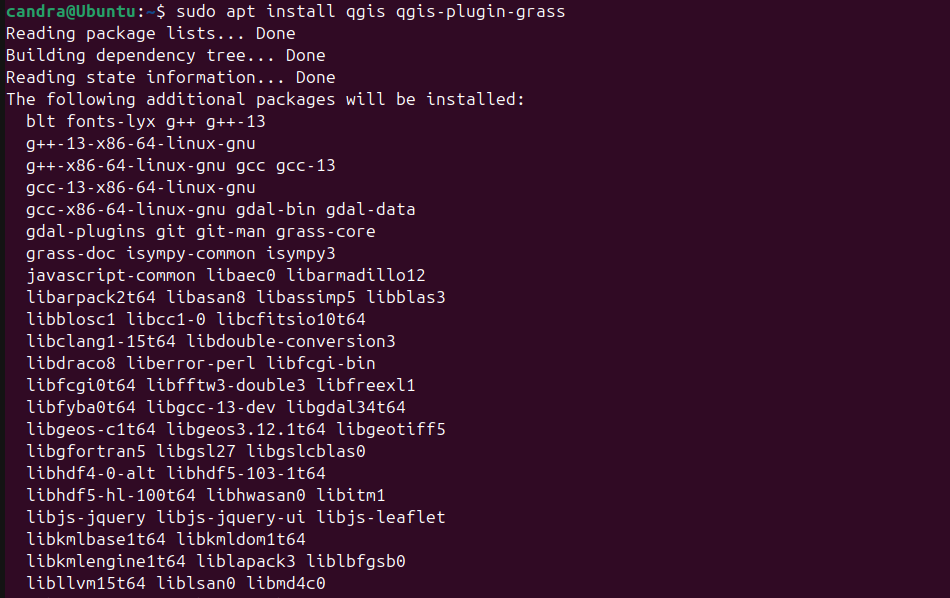 candra@Ubuntu:~$ sudo apt install qgis qgis-plugin-grass
Reading package lists... Done
Building dependency tree... Done
Reading state information... Done
The following additional packages will be installed:
blt fonts-lyx g++ g++-13
g++-13-x86-64-linux-gnu
g++-x86-64-linux-gnu gcc gcc-13
gcc-13-x86-64-linux-gnu
gcc-x86-64-linux-gnu gdal-bin gdal-data
gdal-plugins git git-man grass-core
grass-doc isympy-common isympy3
javascript-common libaec0 libarmadillo12
libarpack2t64 libasan8 libassimp5 libblas3
libblosc1 libcc1-0 libcfitsio10t64
libclang1-15t64 libdouble-conversion3
libdraco8 liberror-perl libfcgi-bin
libfcgi0t64 libfftw3-double3 libfreexl1
libfyba0t64 libgcc-13-dev libgdal34t64
libgeos-c1t64 libgeos3.12.1t64 libgeotiff5
libgfortran5 libgsl27 libgslcblas0
libhdf4-0-alt libhdf5-103-1t64
libhdf5-hl-100t64 libhwasan0 libitm1
libjs-jquery libjs-jquery-ui libjs-leaflet
libkmlbase1t64 libkmldom1t64
libkmlengine1t64 liblapack3 liblbfgsb0
libllvm15t64 liblsan0 libmd4c0